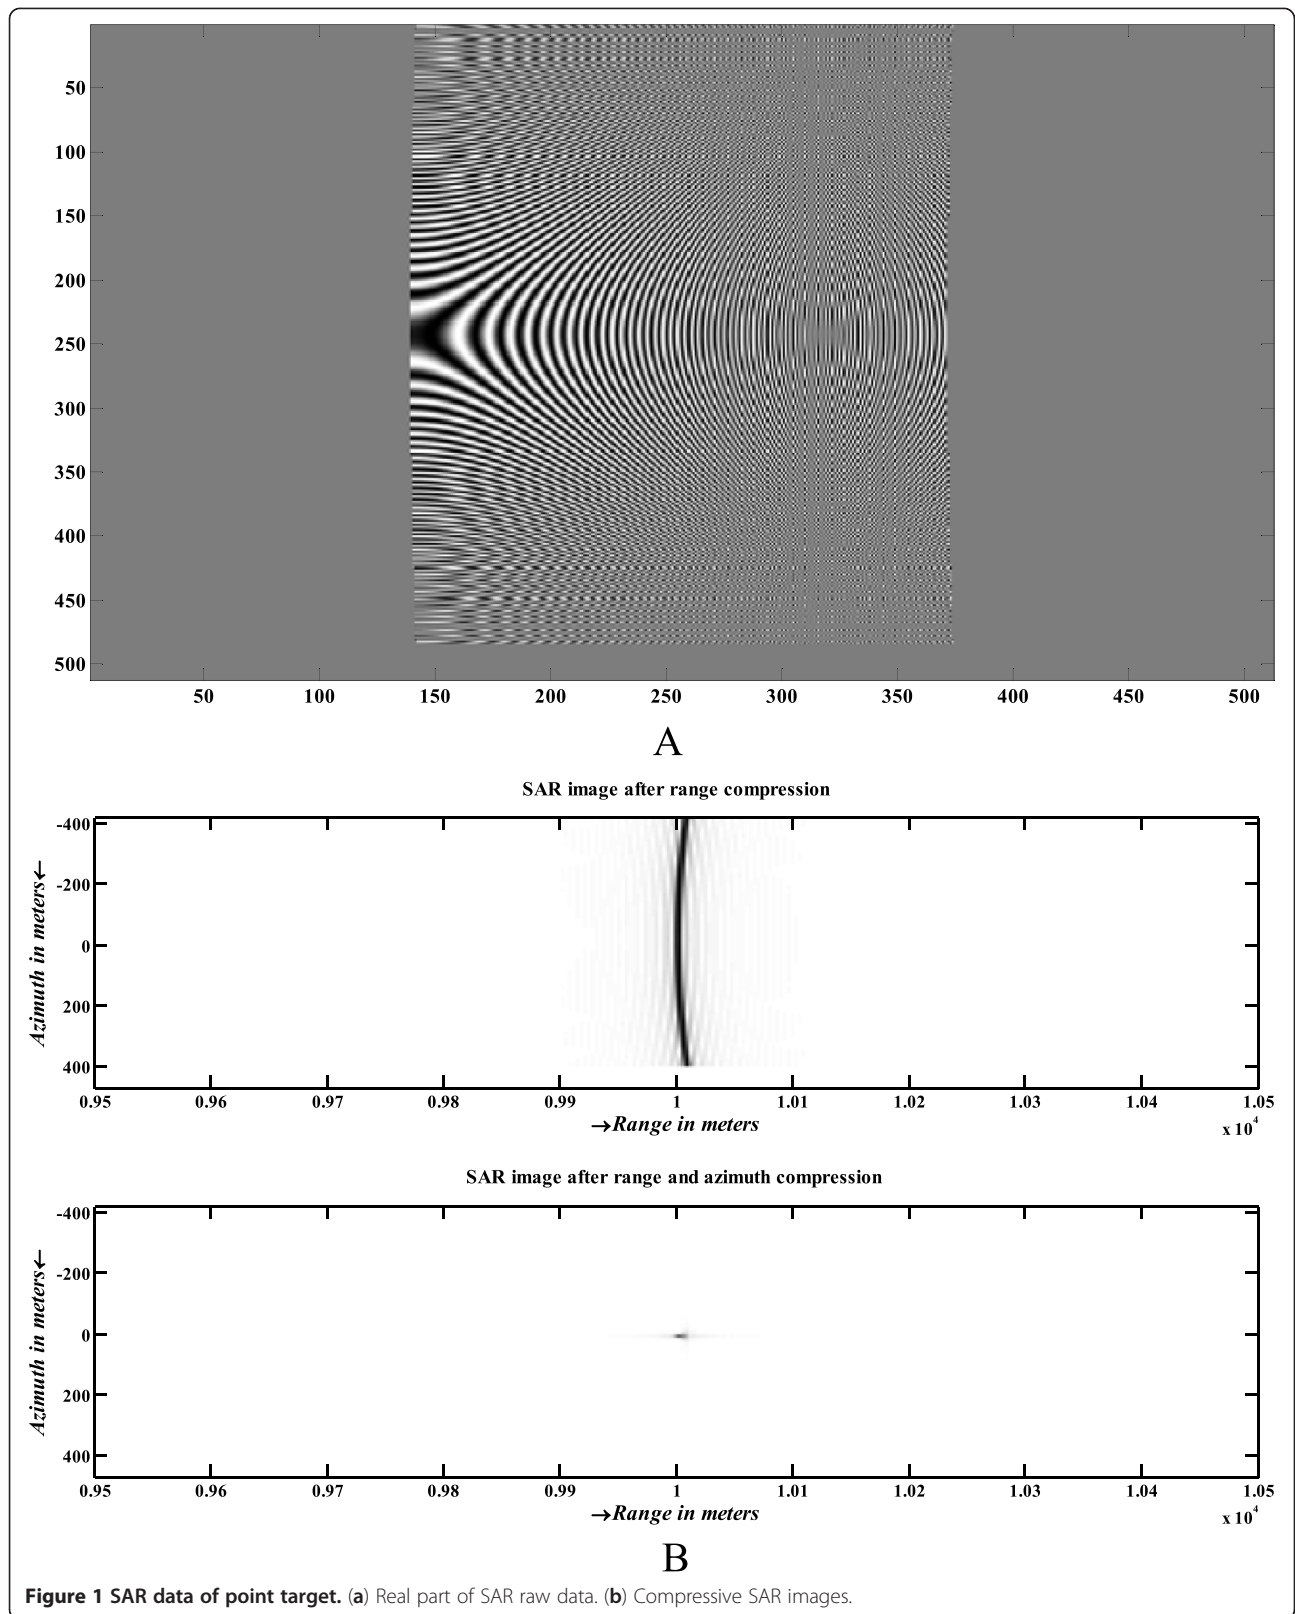 50
100
150
200
250
300
350
400
450
500
50 100 150 200 250 300 350 400 450 500
A
SAR image after range compression
-400
-200
0
200
400
Azimuth in meters←
0.95 0.96 0.97 0.98 0.99 1 1.01 1.02 1.03 1.04 1.05
→Range in meters
x 10^4
SAR image after range and azimuth compression
-400
-200
0
200
400
Azimuth in meters←
0.95 0.96 0.97 0.98 0.99 1 1.01 1.02 1.03 1.04 1.05
→Range in meters
x 10^4
B
Figure 1 SAR data of point target. (a) Real part of SAR raw data. (b) Compressive SAR images.